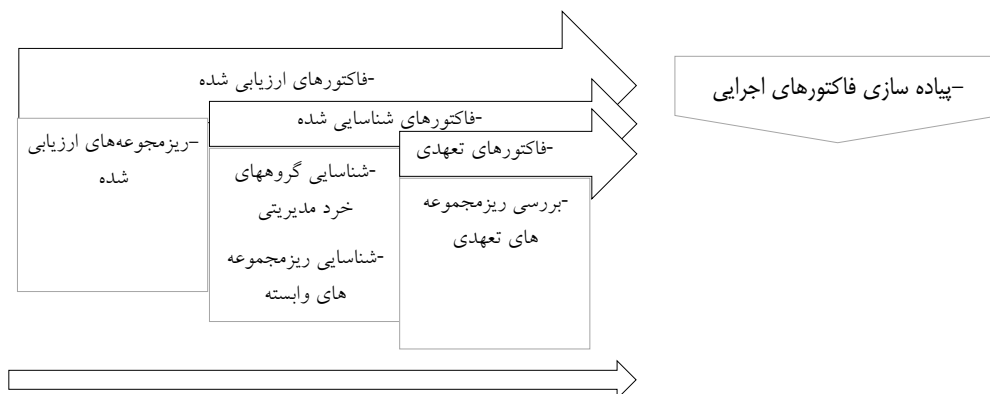 -فاکتورهای ارزیابی شده
-پیاده سازی فاکتورهای اجرایی
-فاکتورهای شناسایی شده
-ریزمجوعه‌های ارزیابی
شده
-فاکتورهای تعهدی
-شناسایی گروههای
خرد مدیریتی
-شناسایی ریزمجموعه
های وابسته
-بررسی ریزمجموعه
های تعهدی